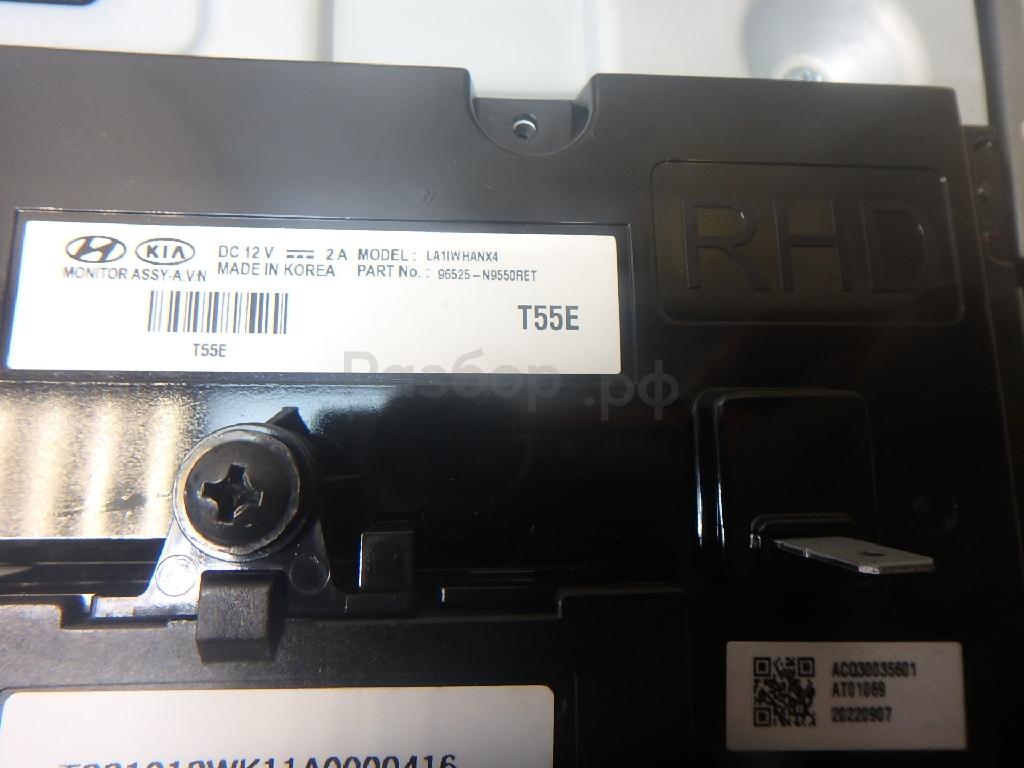 RHD
HYUNDAI KIA DC 12 V 2 A MODEL : LA1IWHANX4
MONITOR ASSY-A.V.N MADE IN KOREA PART No. : 96525-N9550RET
T55E
T55E
Разбор.рф
ACQ30035601
AT01069
20220907